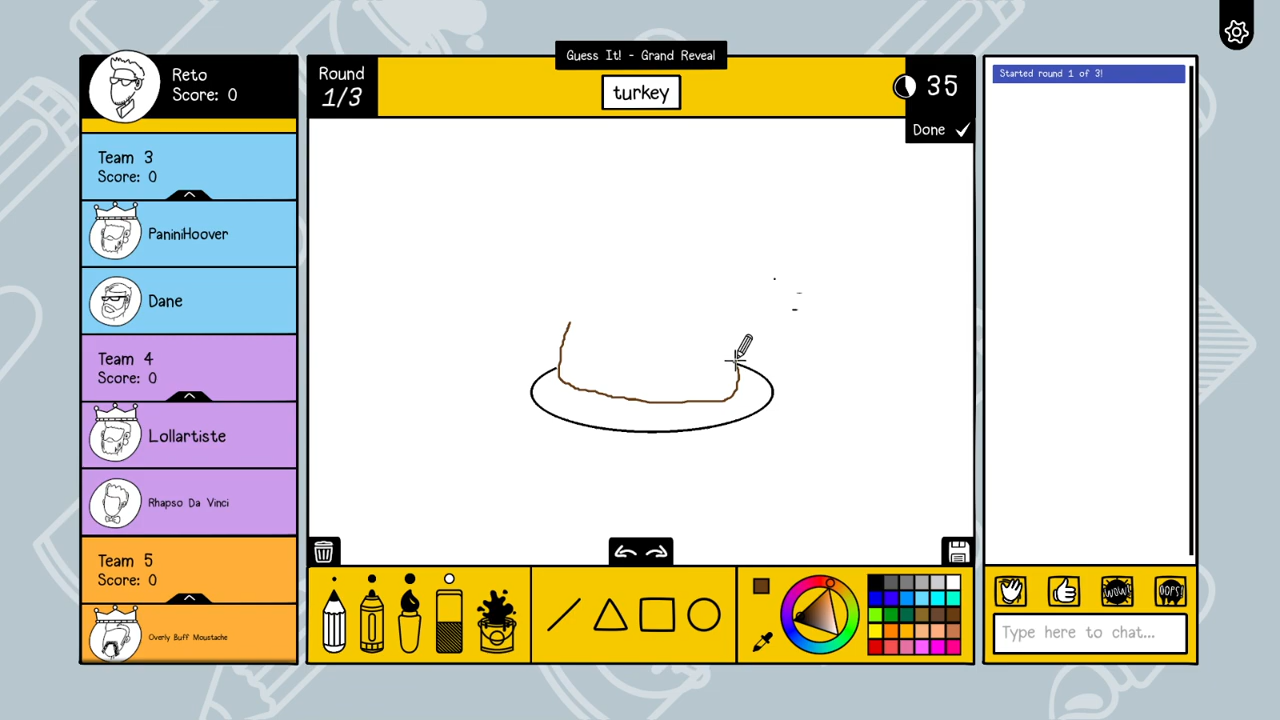 Guess It! - Grand Reveal
Reto
Score: 0
Round
1/3
turkey
35
Done
Started round 1 of 3!
Team 3
Score: 0
PaniniHoover
Dane
Team 4
Score: 0
Lollartiste
Rhapso Da Vinci
Team 5
Score: 0
Overly Buff Moustache
WOW!
OOPS!
Type here to chat...